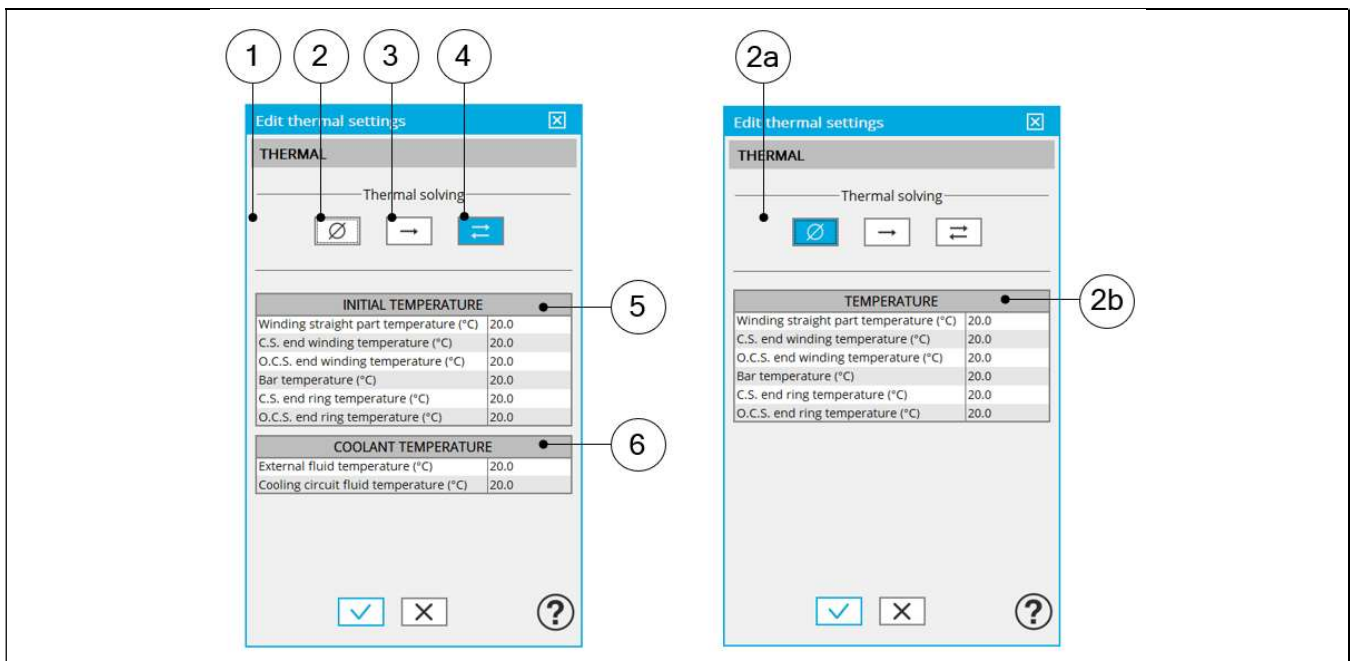 1 2 3 4
Edit thermal settings
THERMAL
Thermal solving
INITIAL TEMPERATURE
Winding straight part temperature (°C) 20.0
C.S. end winding temperature (°C) 20.0
O.C.S. end winding temperature (°C) 20.0
Bar temperature (°C) 20.0
C.S. end ring temperature (°C) 20.0
O.C.S. end ring temperature (°C) 20.0
5
COOLANT TEMPERATURE
External fluid temperature (°C) 20.0
Cooling circuit fluid temperature (°C) 20.0
6
?
2a
Edit thermal settings
THERMAL
Thermal solving
TEMPERATURE
Winding straight part temperature (°C) 20.0
C.S. end winding temperature (°C) 20.0
O.C.S. end winding temperature (°C) 20.0
Bar temperature (°C) 20.0
C.S. end ring temperature (°C) 20.0
O.C.S. end ring temperature (°C) 20.0
2b
?